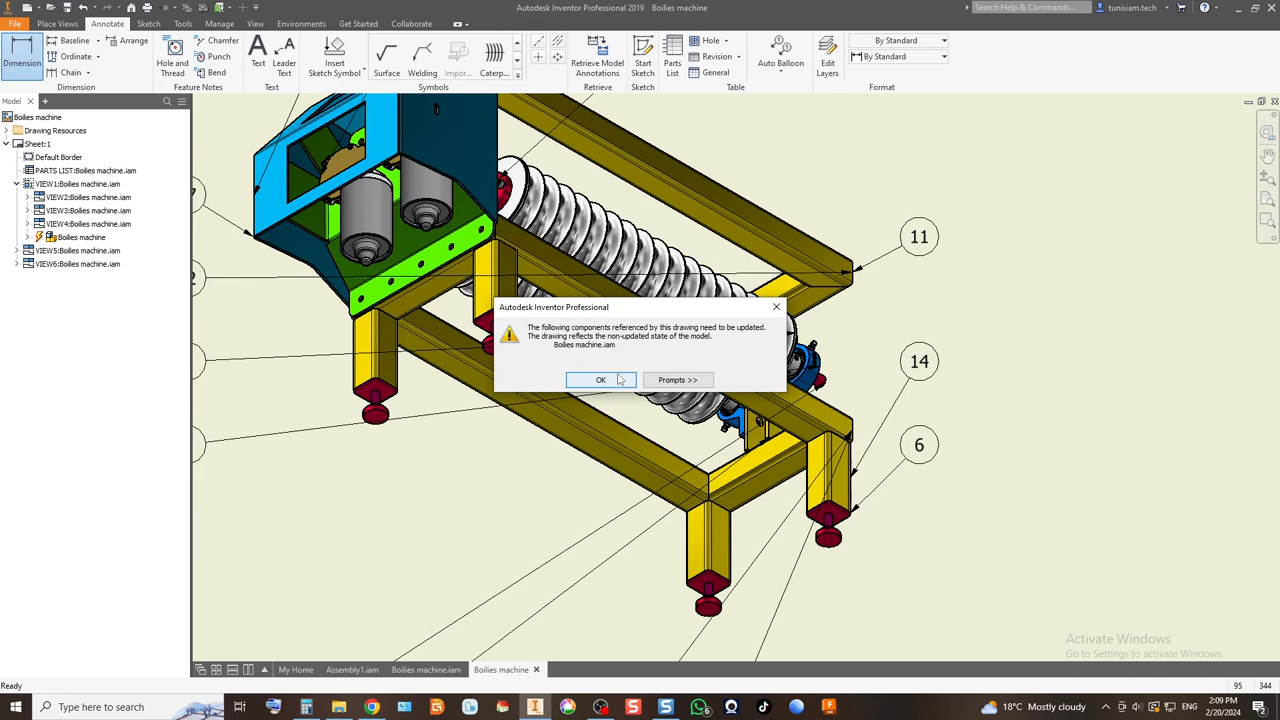 Autodesk Inventor Professional 2019 Boilies machine
Search Help & Commands...
tunisiam.tech
File Place Views Annotate Sketch Tools Manage View Environments Get Started Collaborate
Dimension
Baseline
Ordinate
Chain
Arrange
Dimension
Hole and Thread
Chamfer
Punch
Bend
Feature Notes
Text
Leader Text
Text
Insert Sketch Symbol
Surface
Welding
Impor...
Caterp...
Symbols
Retrieve Model Annotations
Retrieve
Start Sketch
Sketch
Parts List
Hole
Revision
General
Table
Auto Balloon
Edit Layers
By Standard
By Standard
Format
Model
Boilies machine
Drawing Resources
Sheet:1
Default Border
PARTS LIST:Boilies machine.iam
VIEW1:Boilies machine.iam
VIEW2:Boilies machine.iam
VIEW3:Boilies machine.iam
VIEW4:Boilies machine.iam
Boilies machine
VIEW5:Boilies machine.iam
VIEW6:Boilies machine.iam
11
14
6
Autodesk Inventor Professional
The following components referenced by this drawing need to be updated.
The drawing reflects the non-updated state of the model.
Boilies machine.iam
OK
Prompts >>
Activate Windows
Go to Settings to activate Windows.
My Home Assembly1.iam Boilies machine.iam Boilies machine
Ready
95 344
Type here to search
18°C Mostly cloudy
2:09 PM
2/20/2024